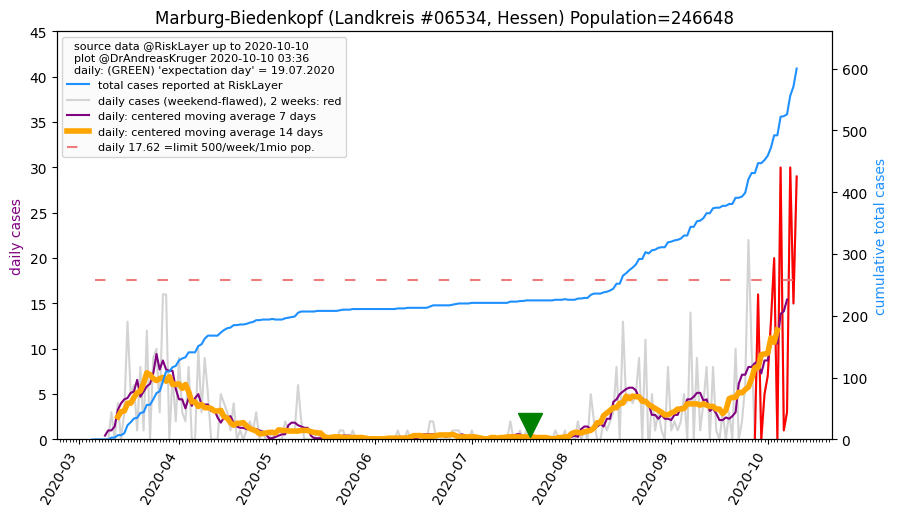 Marburg-Biedenkopf (Landkreis #06534, Hessen) Population=246648
source data @RiskLayer up to 2020-10-10
plot @DrAndreasKruger 2020-10-10 03:36
daily: (GREEN) 'expectation day' = 19.07.2020
total cases reported at RiskLayer
daily cases (weekend-flawed), 2 weeks: red
daily: centered moving average 7 days
daily: centered moving average 14 days
daily 17.62 =limit 500/week/1mio pop.
daily cases
45
40
35
30
25
20
15
10
5
0
cumulative total cases
600
500
400
300
200
100
0
2020-03
2020-04
2020-05
2020-06
2020-07
2020-08
2020-09
2020-10